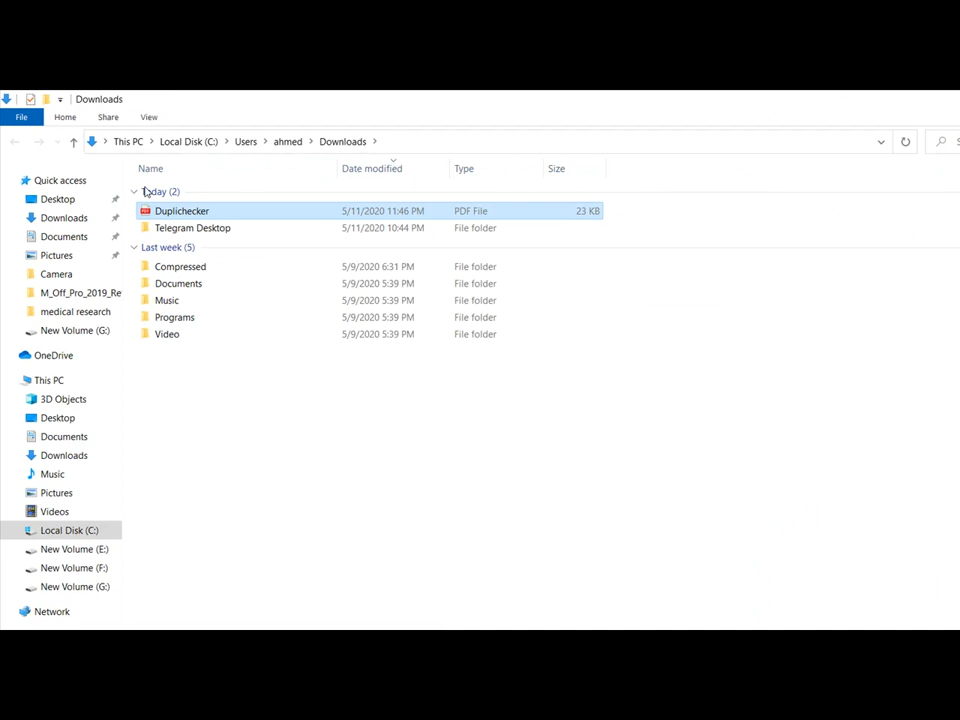 Downloads
File Home Share View
This PC Local Disk (C:) Users ahmed Downloads
Name Date modified Type Size
Today (2)
Duplichecker 5/11/2020 11:46 PM PDF File 23 KB
Telegram Desktop 5/11/2020 10:44 PM File folder
Last week (5)
Compressed 5/9/2020 6:31 PM File folder
Documents 5/9/2020 5:39 PM File folder
Music 5/9/2020 5:39 PM File folder
Programs 5/9/2020 5:39 PM File folder
Video 5/9/2020 5:39 PM File folder
Quick access
Desktop
Downloads
Documents
Pictures
Camera
M_Off_Pro_2019_Re
medical research
New Volume (G:)
OneDrive
This PC
3D Objects
Desktop
Documents
Downloads
Music
Pictures
Videos
Local Disk (C:)
New Volume (E:)
New Volume (F:)
New Volume (G:)
Network